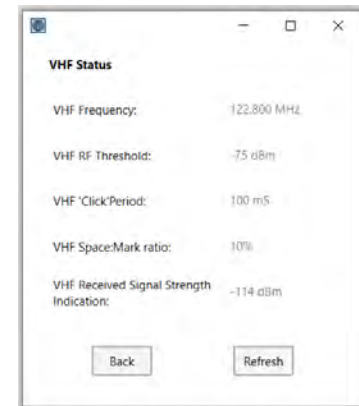 VHF Status
VHF Frequency: 122.800 MHz
VHF RF Threshold: -75 dBm
VHF 'Click'Period: 100 mS
VHF Space:Mark ratio: 10%
VHF Received Signal Strength
Indication: -114 dBm
Back Refresh